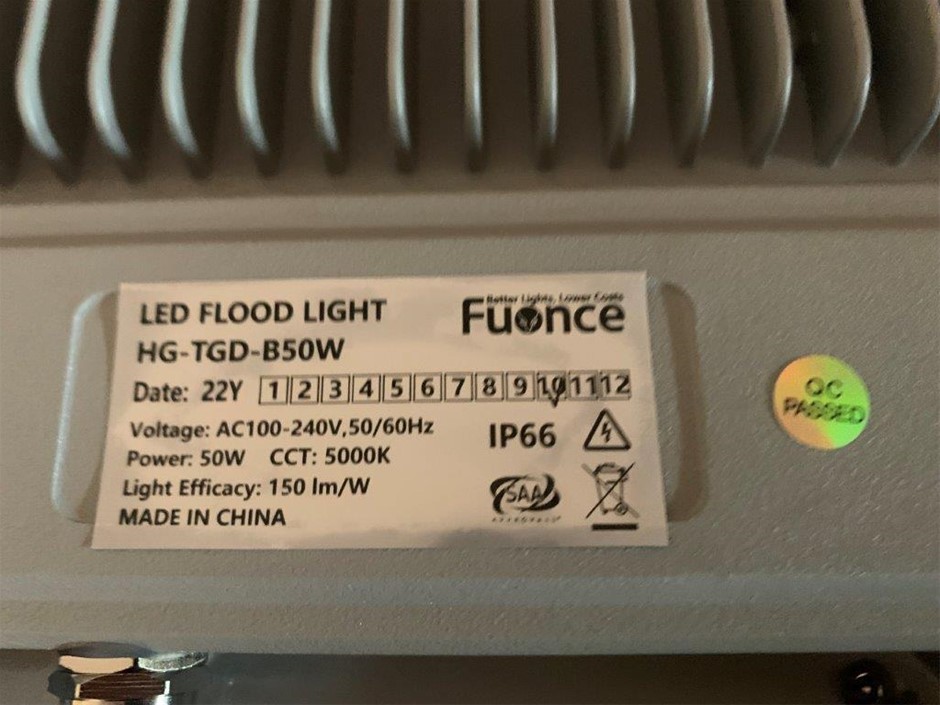 LED FLOOD LIGHT
Better Lights, Lower Costs
Fuonce
HG-TGD-B50W
Date: 22Y 1 2 3 4 5 6 7 8 9 10 11 12
Voltage: AC100-240V,50/60Hz
IP66
Power: 50W CCT: 5000K
Light Efficacy: 150 lm/W
SAA
APPROVALS
MADE IN CHINA
QC
PASSED